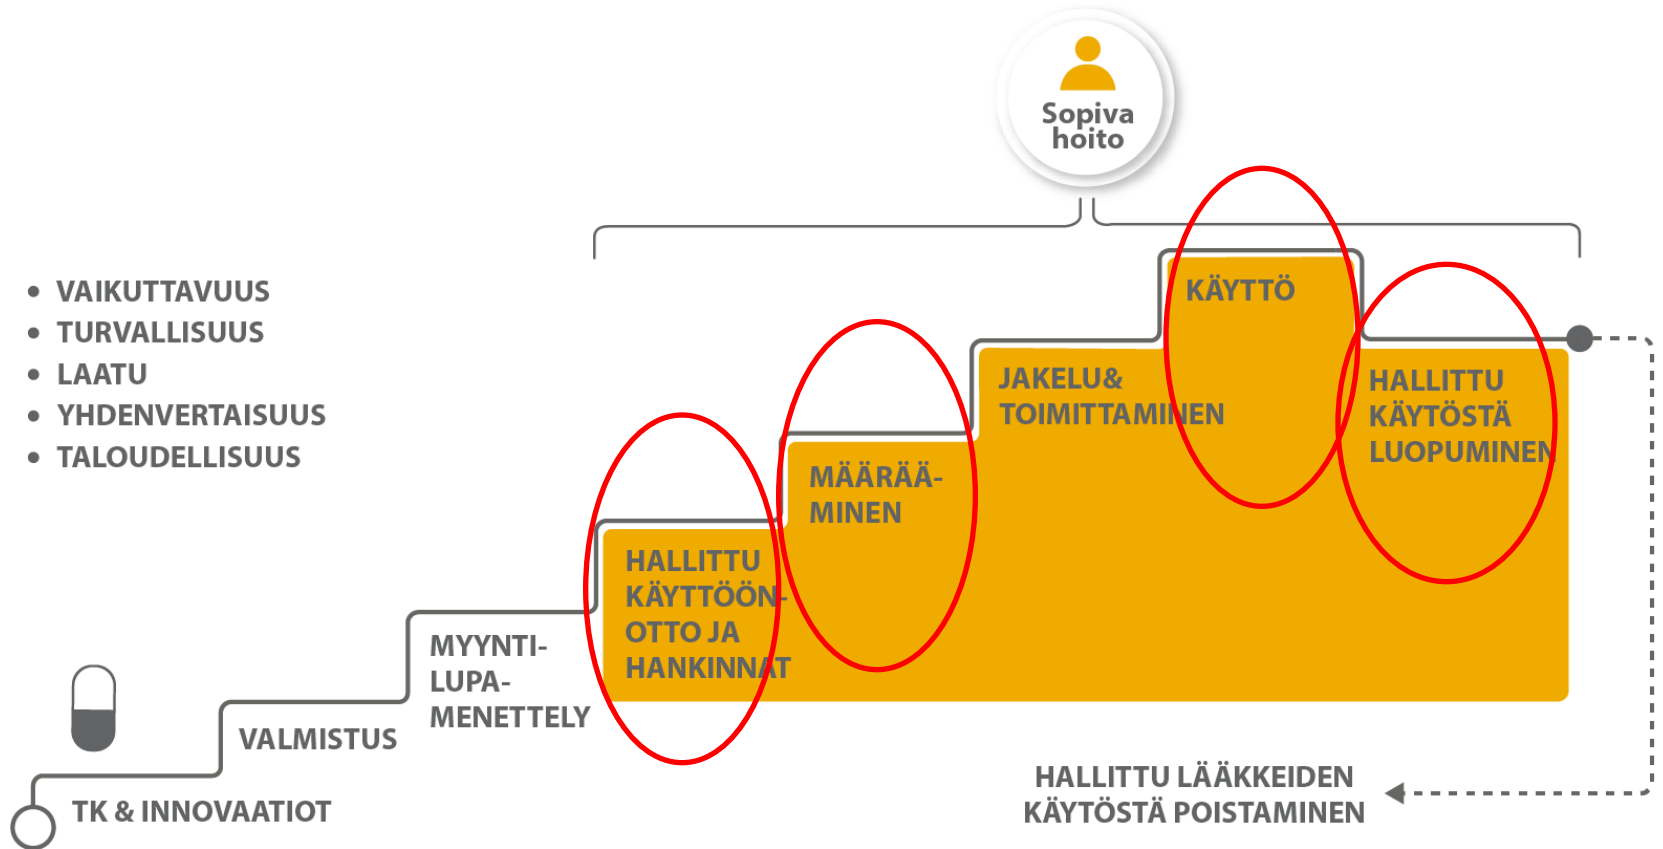 Sopiva
hoito
• VAIKUTTAVUUS
• TURVALLISUUS
• LAATU
• YHDENVERTAISUUS
• TALOUDELLISUUS
TK & INNOVAATIOT
VALMISTUS
MYYNTI-
LUPA-
MENETTELY
HALLITTU
KÄYTTÖÖN-
OTTO JA
HANKINNAT
MÄÄRÄÄ-
MINEN
JAKELU&
TOIMITTAMINEN
KÄYTTÖ
HALLITTU
KÄYTÖSTÄ
LUOPUMINEN
HALLITTU LÄÄKKEIDEN
KÄYTÖSTÄ POISTAMINEN